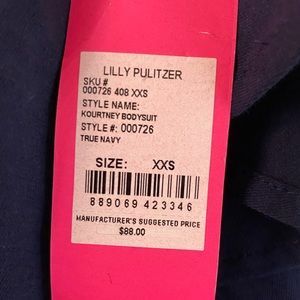 LILLY PULITZER
SKU #
000726 408 XXS
STYLE NAME:
KOURTNEY BODYSUIT
STYLE #: 000726
TRUE NAVY
SIZE: XXS
889069 423346
MANUFACTURER'S SUGGESTED PRICE
$88.00